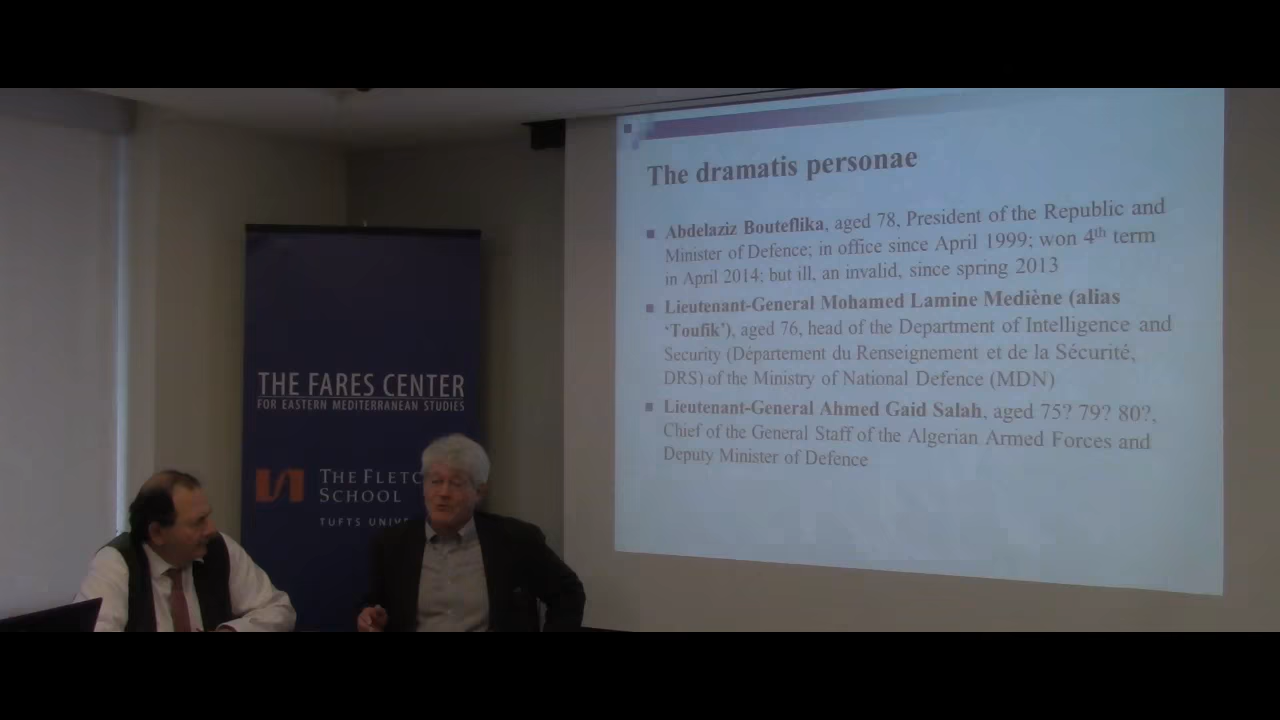 THE FARES CENTER
FOR EASTERN MEDITERRANEAN STUDIES
THE FLETC
SCHOOL
TUFTS UNIV
The dramatis personae
Abdelaziz Bouteflika, aged 78, President of the Republic and
Minister of Defence; in office since April 1999; won 4th term
in April 2014; but ill, an invalid, since spring 2013
Lieutenant-General Mohamed Lamine Mediène (alias
‘Toufik’), aged 76, head of the Department of Intelligence and
Security (Département du Renseignement et de la Sécurité,
DRS) of the Ministry of National Defence (MDN)
Lieutenant-General Ahmed Gaid Salah, aged 75? 79? 80?,
Chief of the General Staff of the Algerian Armed Forces and
Deputy Minister of Defence